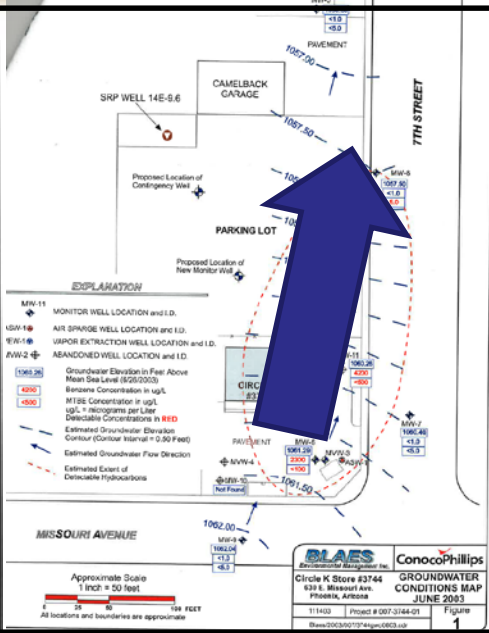 <1.0
<5.0
PAVEMENT
1057.00
CAMELBACK
GARAGE
SRP WELL 14E-9.6
7TH STREET
1057.50
MW-8
1057.50
<1.0
Proposed Location of
Contingency Well
PARKING LOT
Proposed Location of
New Monitor Well
EXPLANATION
MW-11
MONITOR WELL LOCATION and I.D.
AIR SPARGE WELL LOCATION and I.D.
VAPOR EXTRACTION WELL LOCATION and I.D.
ABANDONED WELL LOCATION and I.D.
Groundwater Elevation in Feet Above
Mean Sea Level (6/26/2003)
4200
Benzene Concentration in ug/L
<500
MTBE Concentration in ug/L
ug/L = micrograms per Liter
Detectable Concentrations in RED
Estimated Groundwater Elevation
Contour (Contour Interval = 0.50 Feet)
Estimated Groundwater Flow Direction
Estimated Extent of
Detectable Hydrocarbons
4200
<500
MW-7
1060.46
<1.0
<5.0
PAVEMENT
1061.29
2300
<100
MVW-3
MVW-4
MW-10
Not Found
1061.50
1062.00
MISSOURI AVENUE
MW-9
1062.04
<1.0
<5.0
Approximate Scale
1 inch = 50 feet
0 25 50 100 FEET
All locations and boundaries are approximate
BLAES
Environmental Management Inc.
ConocoPhillips
Circle K Store #3744
630 E. Missouri Ave.
Phoenix, Arizona
GROUNDWATER
CONDITIONS MAP
JUNE 2003
111403
Project # 007-3744-01
Figure
1